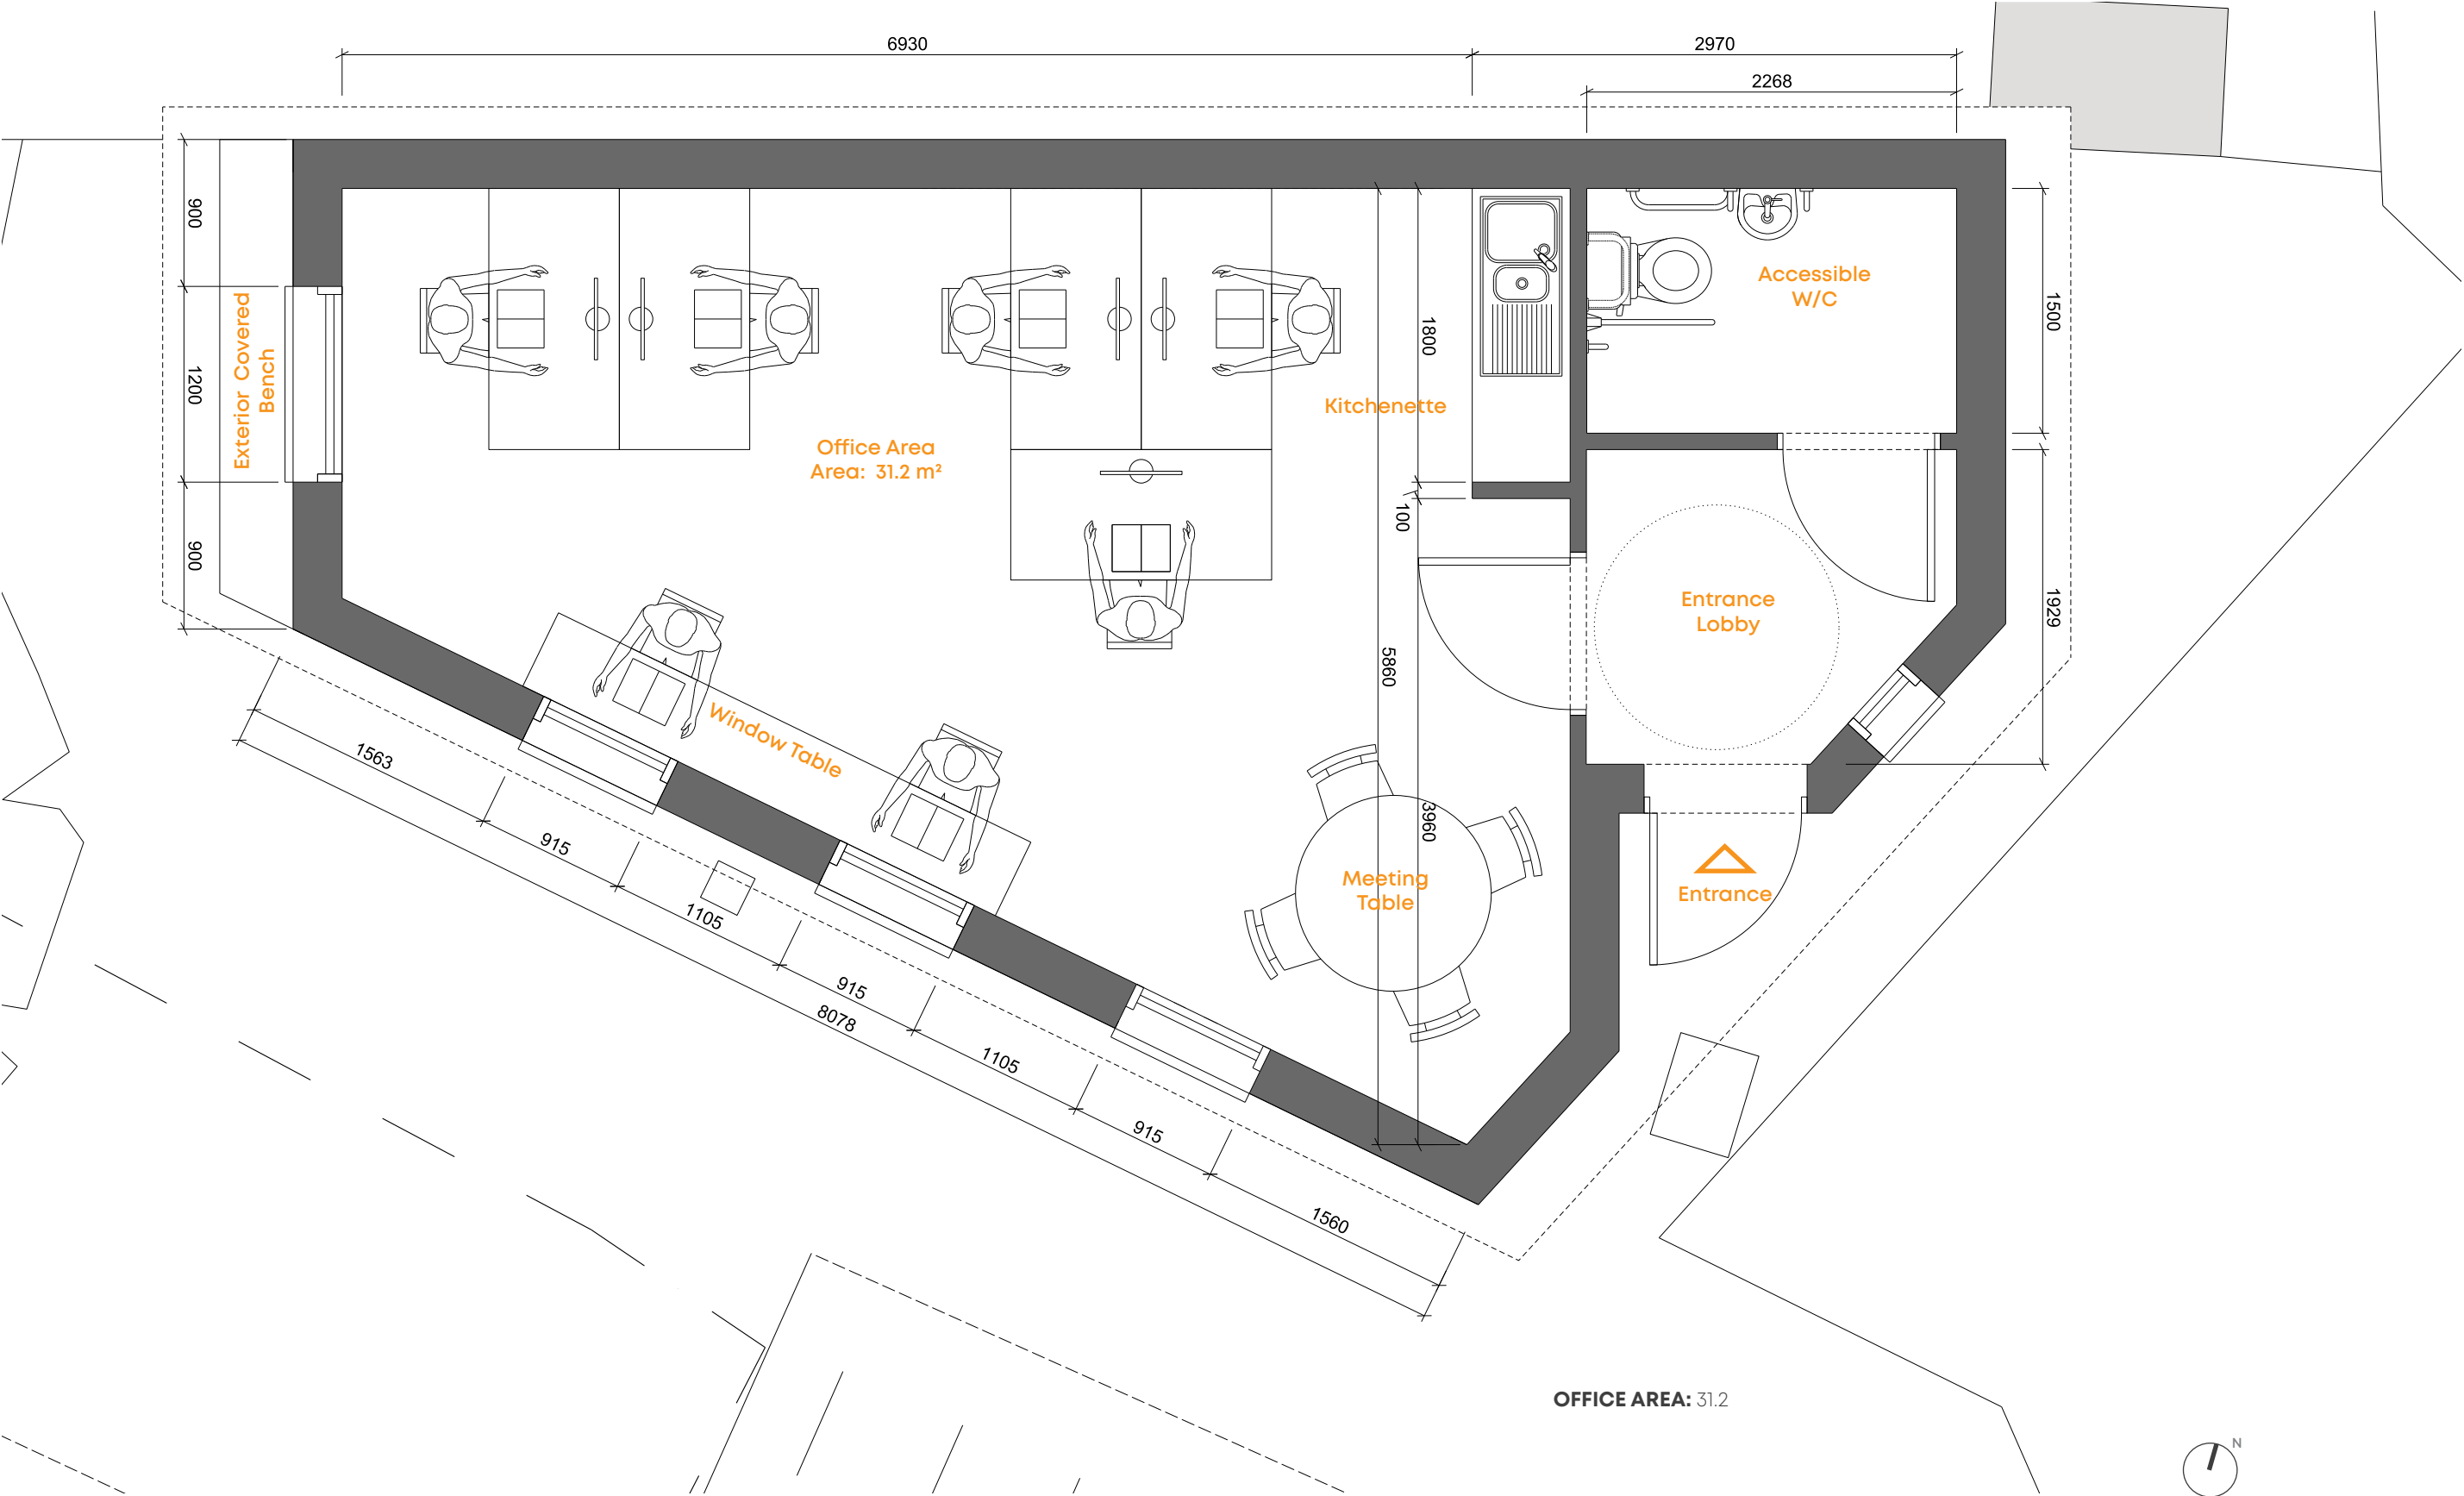 6930
2970
2268
900
1200
900
Exterior Covered
Bench
Office Area
Area: 31.2 m²
Kitchenette
1800
100
5860
3960
Accessible
W/C
1500
1929
Entrance
Lobby
Window Table
Meeting
Table
Entrance
1563
915
1105
915
8078
1105
915
1560
OFFICE AREA: 31.2
N